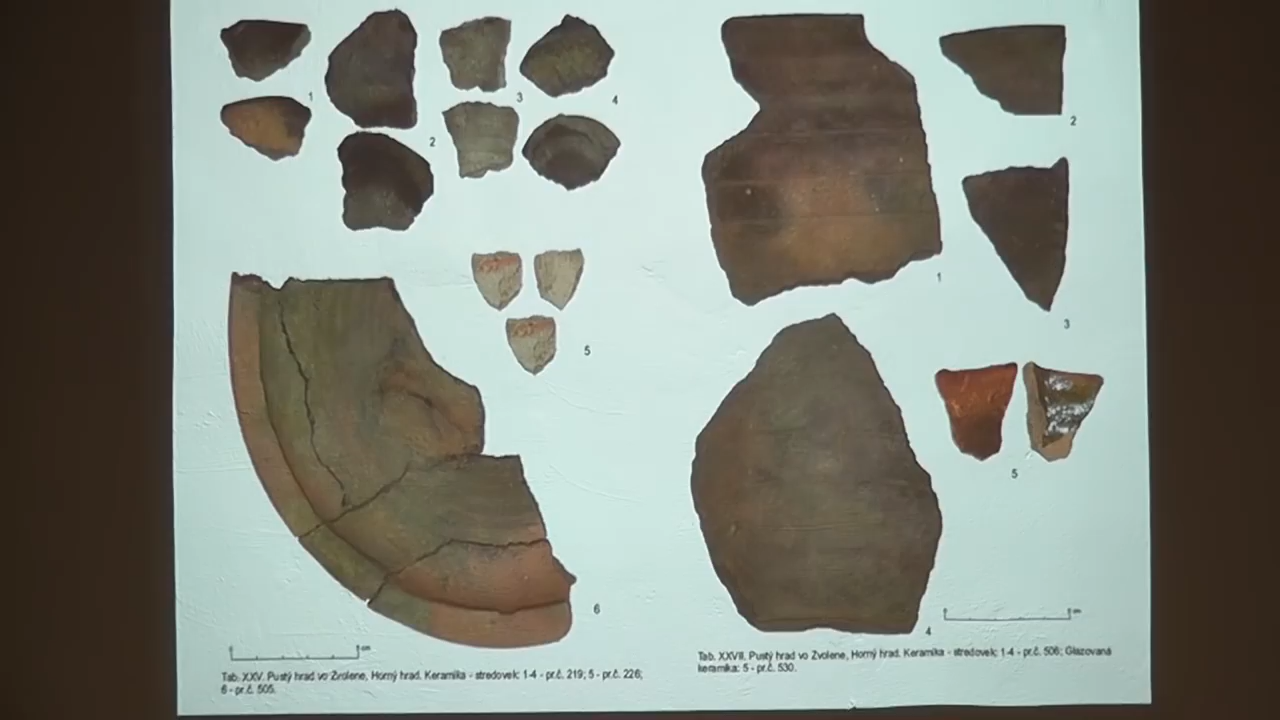 1
2
3
4
5
6
cm
Tab. XXV. Pustý hrad vo Zvolene, Horný hrad. Keramika - stredovek: 1-4 - pr.č. 219; 5 - pr.č. 226;
6 - pr.č. 505.
1
2
3
4
5
cm
Tab. XXVII. Pustý hrad vo Zvolene, Horný hrad. Keramika - stredovek: 1-4 - pr.č. 506; Glazovaná
keramika: 5 - pr.č. 530.